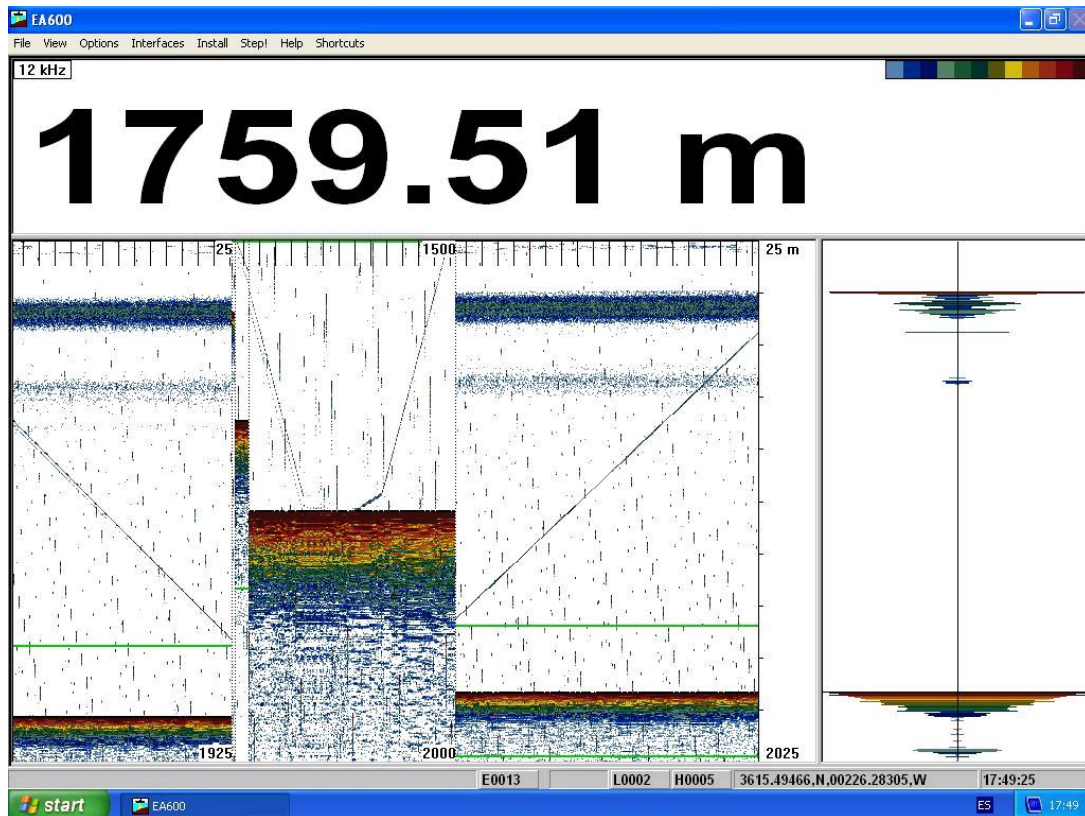 EA600
File View Options Interfaces Install Step! Help Shortcuts
12 kHz
1759.51 m
25 1500 25 m
1925 2000 2025
E0013 L0002 H0005 3615.49466,N,00226.28305,W 17:49:25
start EA600 ES 17:49